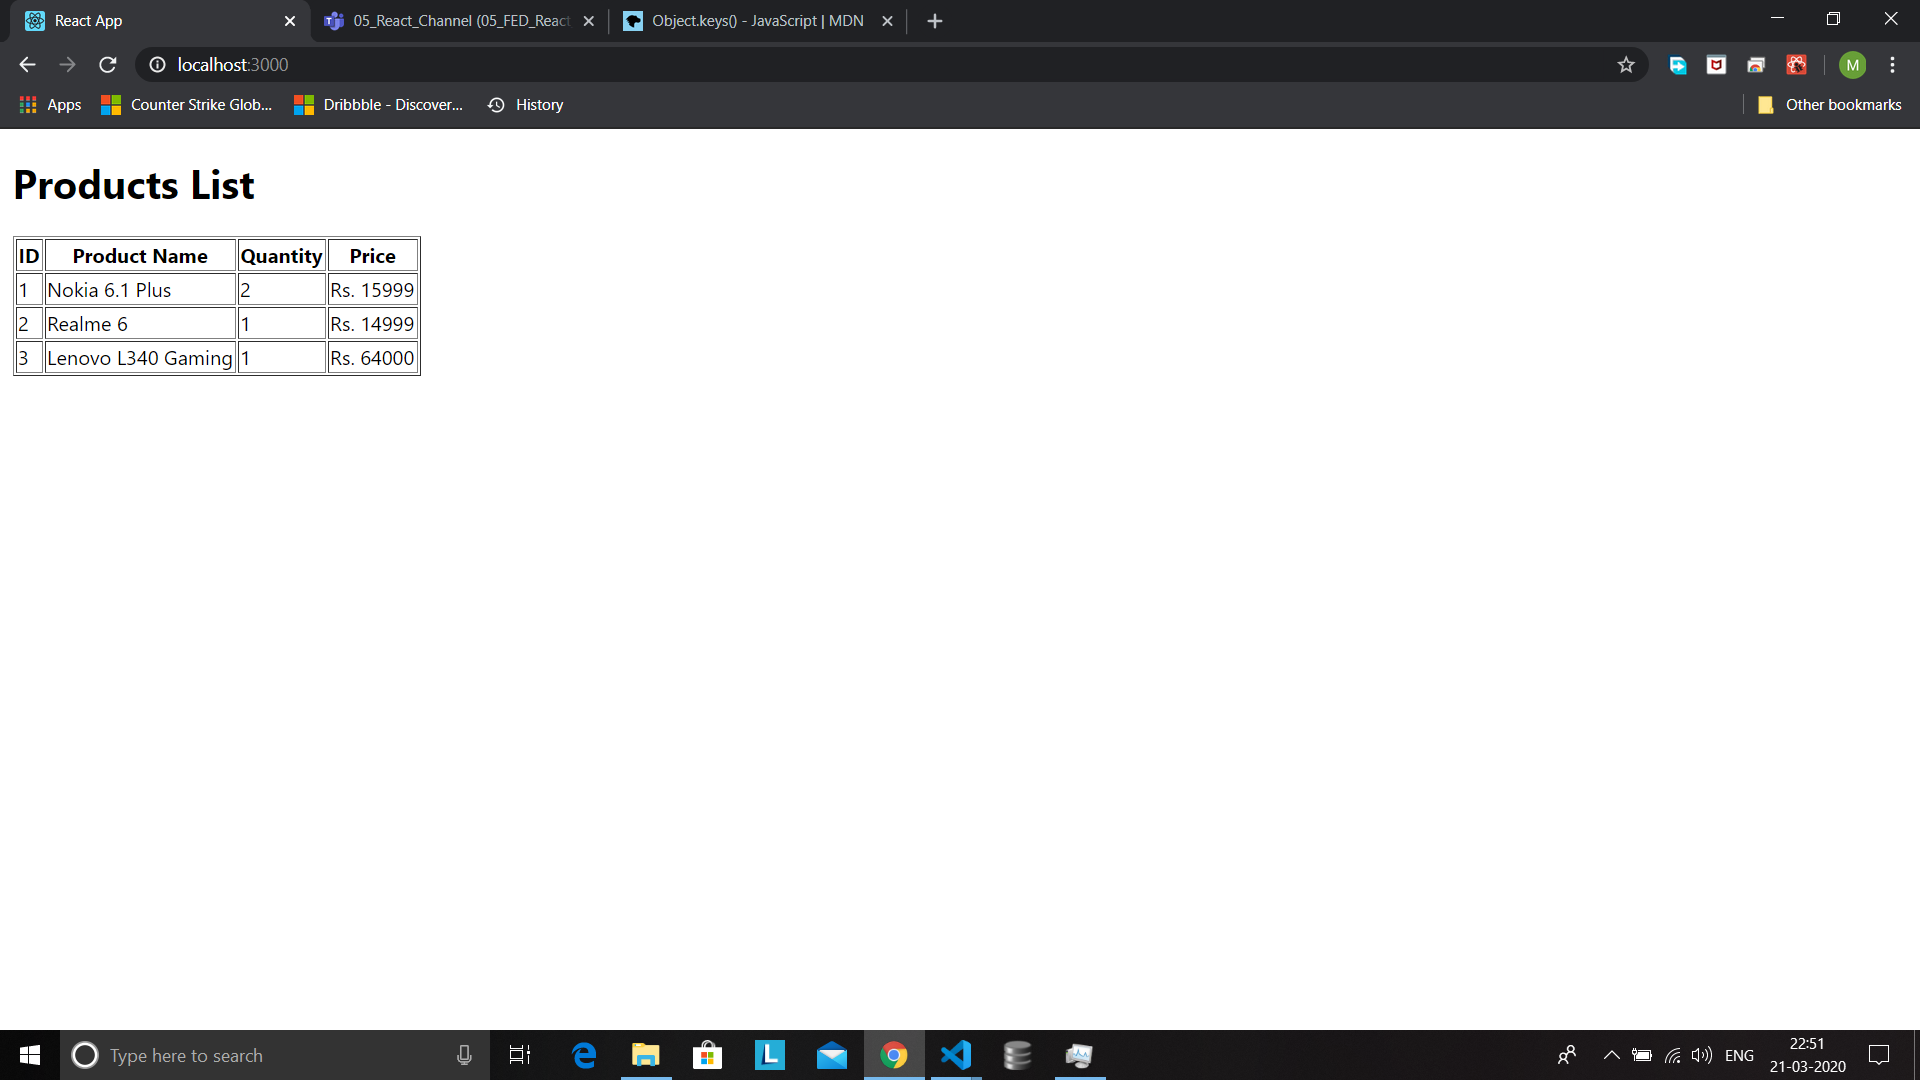 React App
05_React_Channel (05_FED_React
Object.keys() - JavaScript | MDN
localhost:3000
M
Apps
Counter Strike Glob...
Dribbble - Discover...
History
Other bookmarks
Products List
ID Product Name Quantity Price
1 Nokia 6.1 Plus 2 Rs. 15999
2 Realme 6 1 Rs. 14999
3 Lenovo L340 Gaming 1 Rs. 64000
Type here to search
L
ENG
22:51
21-03-2020